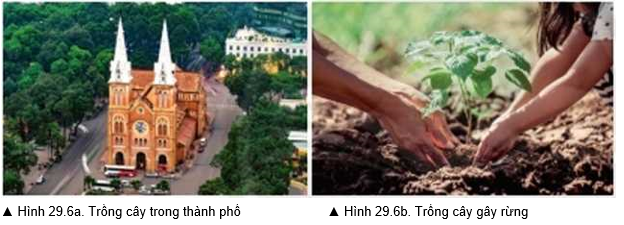 ▲ Hình 29.6a. Trồng cây trong thành phố
▲ Hình 29.6b. Trồng cây gây rừng